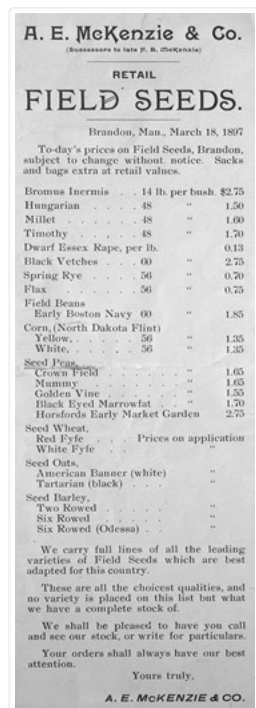 A. E. McKenzie & Co.
(Successors to late F. B. McKenzie)
RETAIL
FIELD SEEDS.
Brandon, Man., March 18, 1897
To-day's prices on Field Seeds, Brandon,
subject to change without notice. Sacks
and bags extra at retail values.
Bromus Inermis . . 14 lb. per bush. $2.75
Hungarian . . . . 48 " 1.50
Millet . . . . . 48 " 1.60
Timothy . . . . 48 " 1.70
Dwarf Essex Rape, per lb. 0.13
Black Vetches . . 60 " 2.75
Spring Rye . . . 56 " 0.70
Flax . . . . . 56 " 0.75
Field Beans
Early Boston Navy 60 " 1.85
Corn, (North Dakota Flint)
Yellow, . . . . 56 " 1.35
White, . . . . 56 " 1.35
Seed Peas,
Crown Field . . . . " 1.65
Mummy . . . . . " 1.65
Golden Vine . . . . " 1.55
Black Eyed Marrowfat . . " 1.70
Horsfords Early Market Garden 2.75
Seed Wheat,
Red Fyfe . . . Prices on application
White Fyfe . . "
Seed Oats,
American Banner (white) "
Tartarian (black) . . . "
Seed Barley,
Two Rowed . . . . . "
Six Rowed . . . . . "
Six Rowed (Odessa) . . "
We carry full lines of all the leading
varieties of Field Seeds which are best
adapted for this country.
These are all the choicest qualities, and
no variety is placed on this list but what
we have a complete stock of.
We shall be pleased to have you call
and see our stock, or write for particulars.
Your orders shall always have our best
attention.
Yours truly,
A. E. McKENZIE & CO.